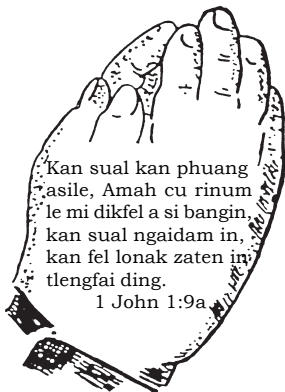 Kan sual kan phuang
asile, Amah cu rinum
le mi dikfel a si bangin,
kan sual ngaidam in,
kan fel lonak zaten in
tlengfai ding.
1 John 1:9a